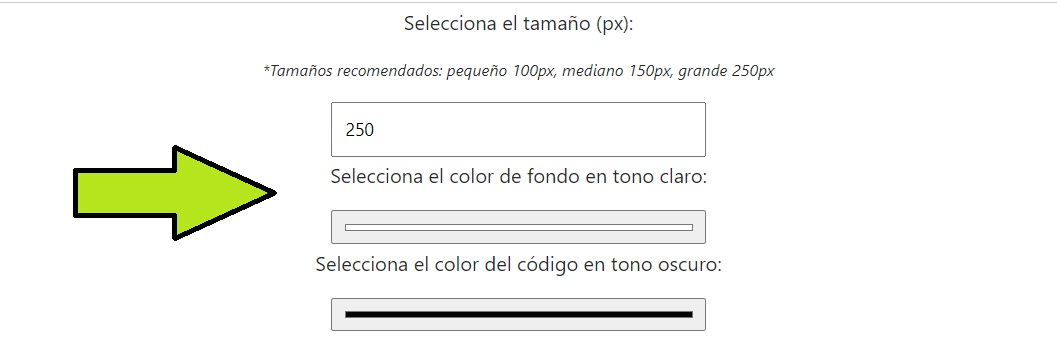 Selecciona el tamaño (px):
*Tamaños recomendados: pequeño 100px, mediano 150px, grande 250px
250
Selecciona el color de fondo en tono claro:
Selecciona el color del código en tono oscuro: